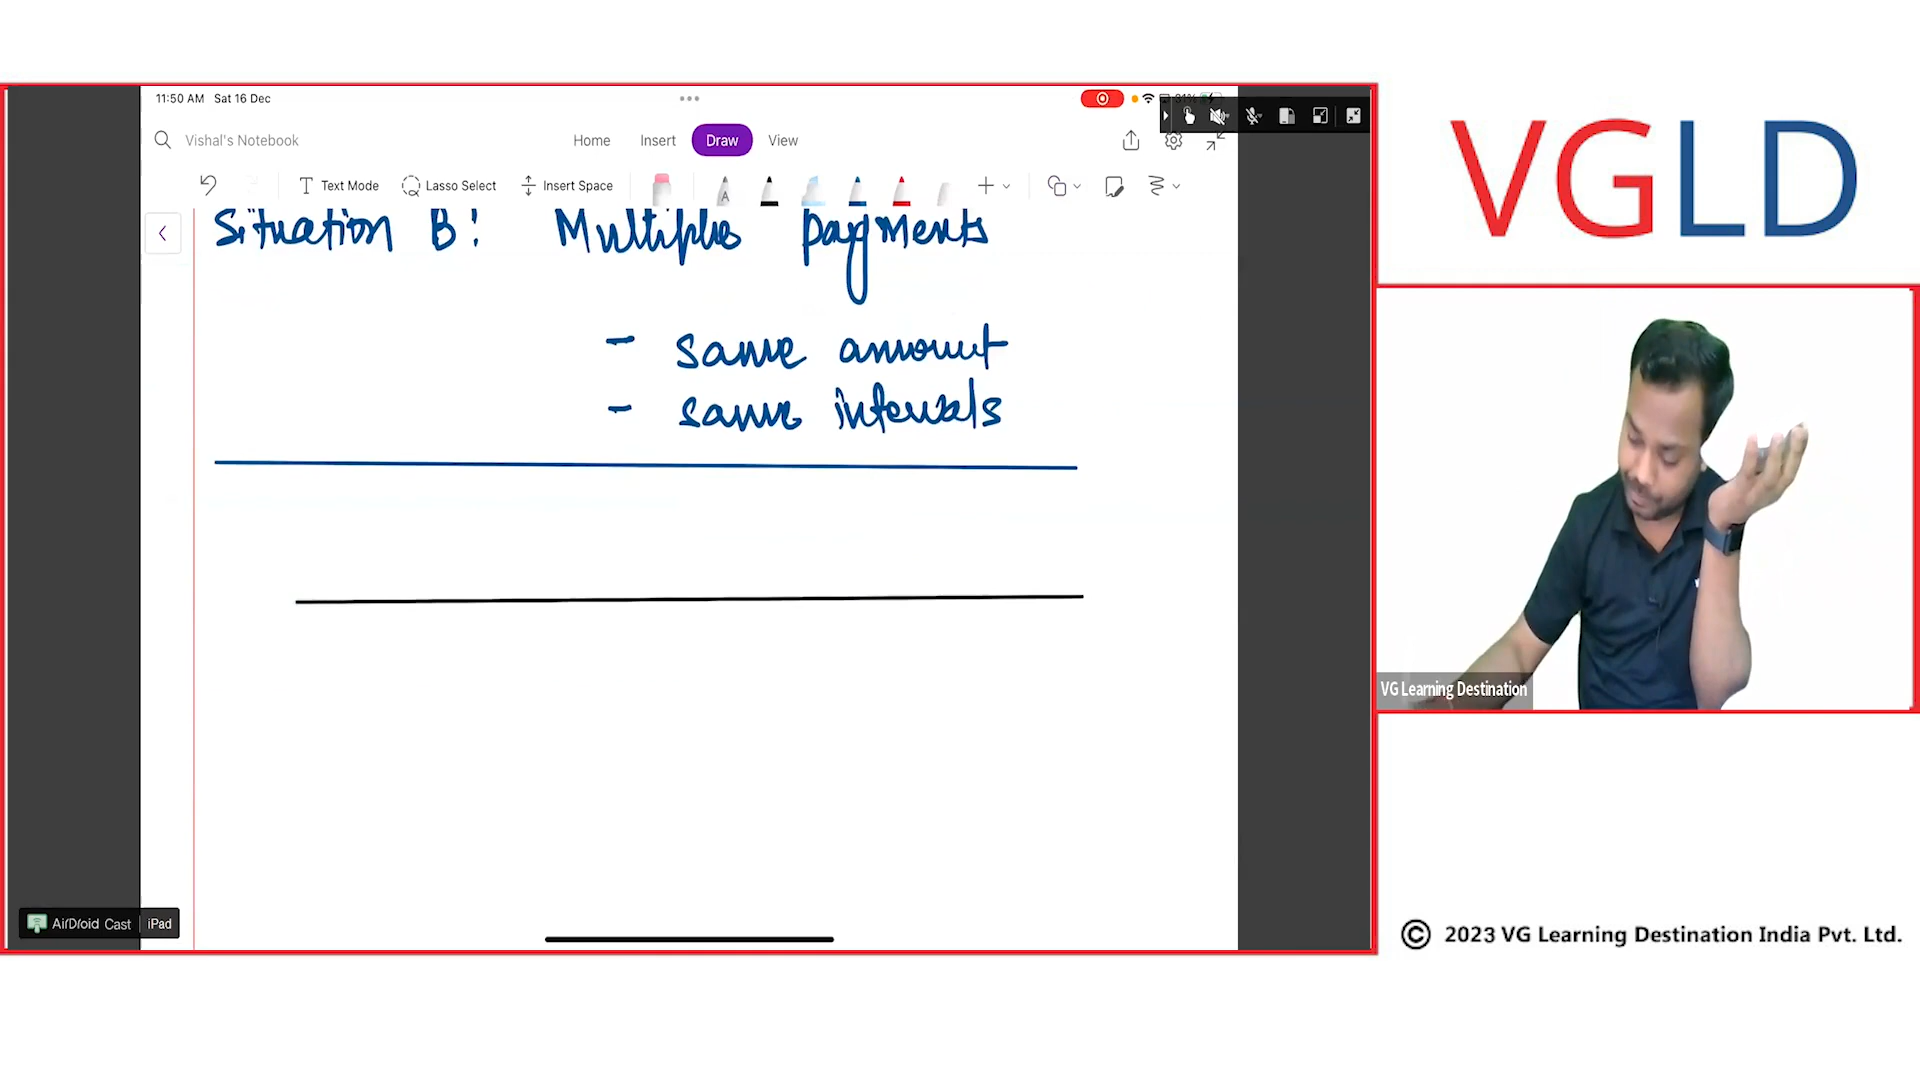 11:50 AM Sat 16 Dec
31%
Vishal's Notebook
Home Insert Draw View
Text Mode Lasso Select Insert Space
Situation B: Multiples payments
- same amount
- same intervals
VGLD
VG Learning Destination
AirDroid Cast iPad
© 2023 VG Learning Destination India Pvt. Ltd.